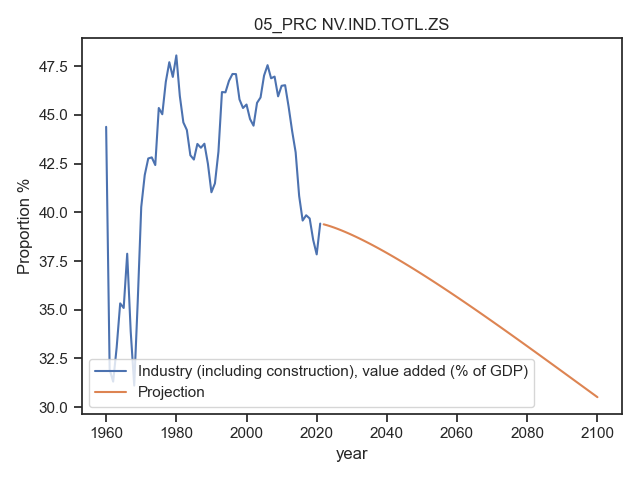 05_PRC NV.IND.TOTL.ZS
Proportion %
47.5
45.0
42.5
40.0
37.5
35.0
32.5
30.0
Industry (including construction), value added (% of GDP)
Projection
1960 1980 2000 2020 2040 2060 2080 2100
year